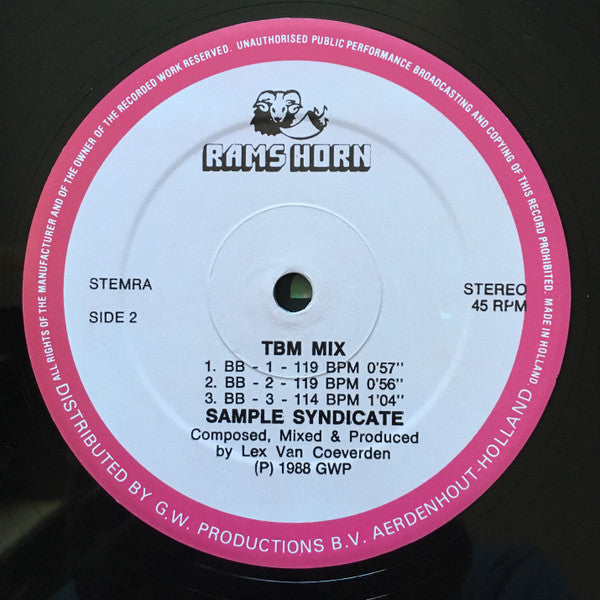 ALL RIGHTS OF THE MANUFACTURER AND OF THE OWNER OF THE RECORDED WORK RESERVED. UNAUTHORISED PUBLIC PERFORMANCE BROADCASTING AND COPYING OF THIS RECORD PROHIBITED. MADE IN HOLLAND.
RAMS HORN
STEMRA
STEREO
45 RPM
SIDE 2
TBM MIX
1. BB - 1 - 119 BPM 0'57''
2. BB - 2 - 119 BPM 0'56''
3. BB - 3 - 114 BPM 1'04''
SAMPLE SYNDICATE
Composed, Mixed & Produced
by Lex Van Coeverden
(P) 1988 GWP
DISTRIBUTED BY G.W. PRODUCTIONS B.V. AERDENHOUT-HOLLAND